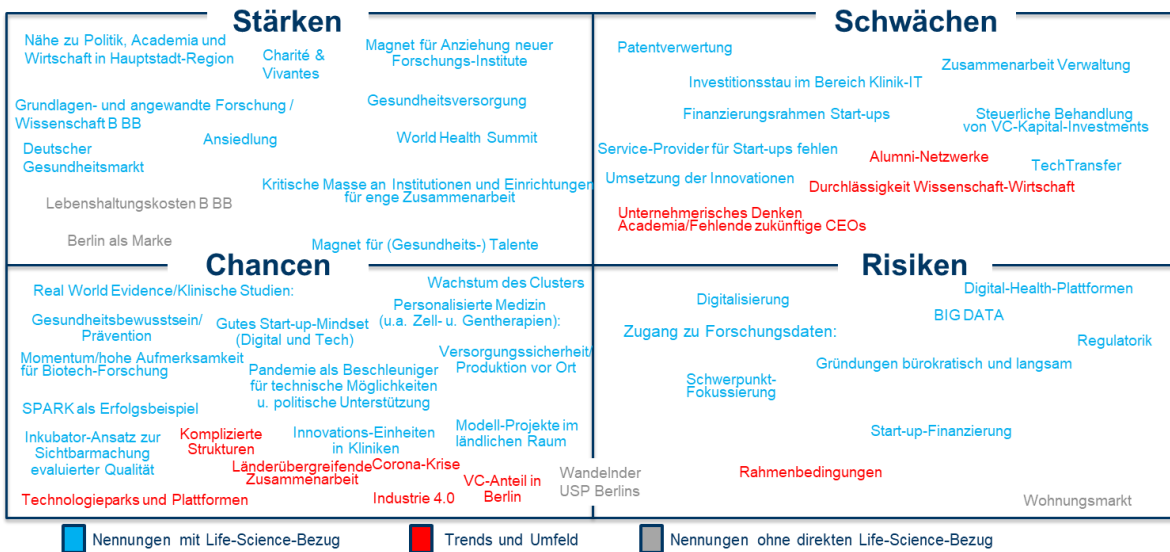 Stärken
Nähe zu Politik, Academia und
Wirtschaft in Hauptstadt-Region
Charité &
Vivantes
Magnet für Anziehung neuer
Forschungs-Institute
Grundlagen- und angewandte Forschung /
Wissenschaft B BB
Gesundheitsversorgung
Ansiedlung
World Health Summit
Deutscher
Gesundheitsmarkt
Kritische Masse an Institutionen und Einrichtungen
für enge Zusammenarbeit
Lebenshaltungskosten B BB
Berlin als Marke
Magnet für (Gesundheits-) Talente
Schwächen
Patentverwertung
Zusammenarbeit Verwaltung
Investitionsstau im Bereich Klinik-IT
Finanzierungsrahmen Start-ups
Steuerliche Behandlung
von VC-Kapital-Investments
Service-Provider für Start-ups fehlen
Alumni-Netzwerke
TechTransfer
Umsetzung der Innovationen
Durchlässigkeit Wissenschaft-Wirtschaft
Unternehmerisches Denken
Academia/Fehlende zukünftige CEOs
Chancen
Real World Evidence/Klinische Studien:
Wachstum des Clusters
Gesundheitsbewusstsein/
Prävention
Gutes Start-up-Mindset
(Digital und Tech)
Personalisierte Medizin
(u.a. Zell- u. Gentherapien):
Momentum/hohe Aufmerksamkeit
für Biotech-Forschung
Pandemie als Beschleuniger
für technische Möglichkeiten
u. politische Unterstützung
Versorgungssicherheit/
Produktion vor Ort
SPARK als Erfolgsbeispiel
Inkubator-Ansatz zur
Sichtbarmachung
evaluierter Qualität
Komplizierte
Strukturen
Innovations-Einheiten
in Kliniken
Modell-Projekte im
ländlichen Raum
Länderübergreifende
Zusammenarbeit
Corona-Krise
VC-Anteil in
Berlin
Wandelnder
USP Berlins
Technologieparks und Plattformen
Industrie 4.0
Risiken
Digitalisierung
Digital-Health-Plattformen
BIG DATA
Zugang zu Forschungsdaten:
Regulatorik
Gründungen bürokratisch und langsam
Schwerpunkt-
Fokussierung
Start-up-Finanzierung
Rahmenbedingungen
Wohnungsmarkt
Nennungen mit Life-Science-Bezug
Trends und Umfeld
Nennungen ohne direkten Life-Science-Bezug